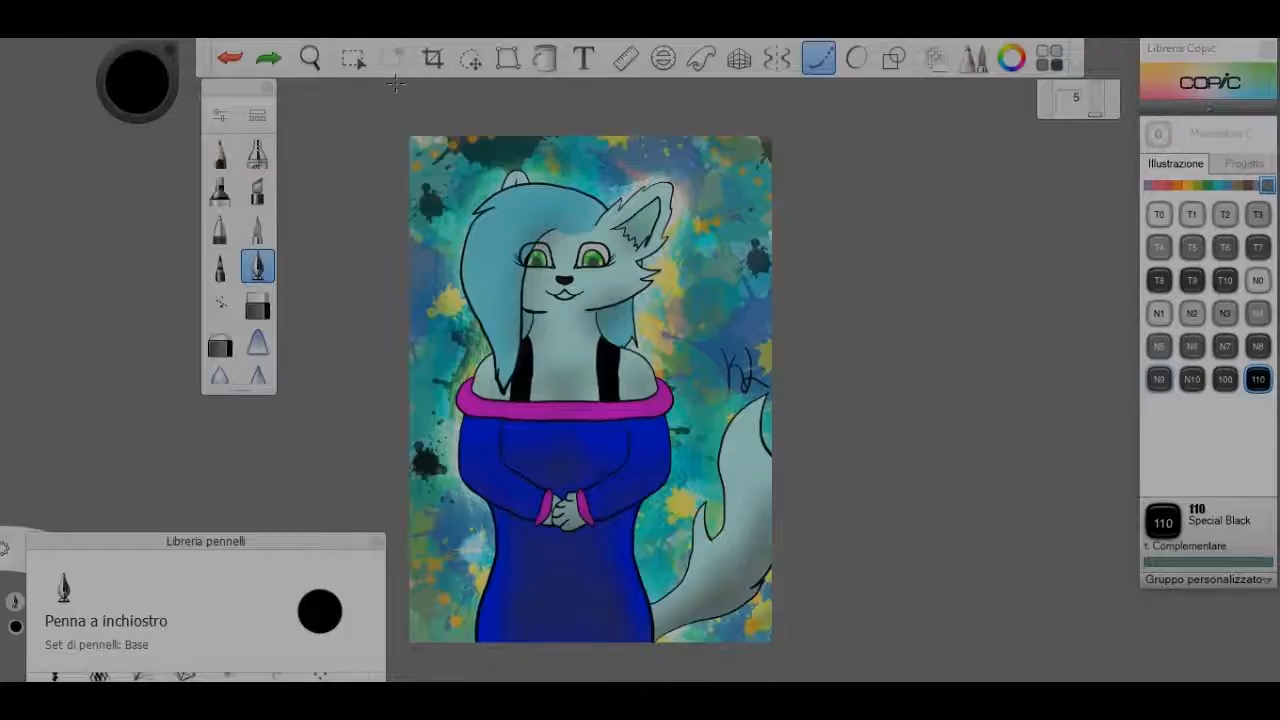 Libreria Copic
COPIC
5
0
Illustrazione Progetto
T0 T1 T2 T3
T4 T5 T6 T7
T8 T9 T10 N0
N1 N2 N3 N4
N5 N6 N7 N8
N9 N10 100 110
KL
110 110
Special Black
r. Complementare
Gruppo personalizzato
Libreria pennelli
Penna a inchiostro
Set di pennelli: Base